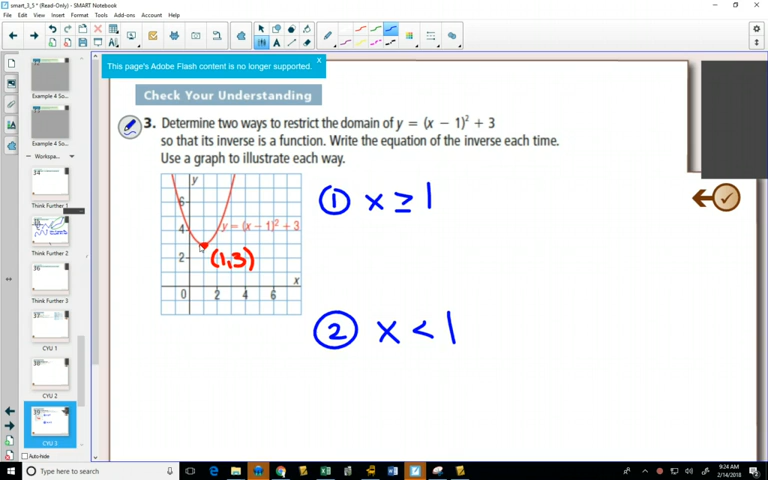 smart_3_5 * (Read-Only) - SMART Notebook
File Edit View Insert Format Tools Add-ons Account Help
This page's Adobe Flash content is no longer supported. x
Check Your Understanding
3. Determine two ways to restrict the domain of y = (x − 1)² + 3
so that its inverse is a function. Write the equation of the inverse each time.
Use a graph to illustrate each way.
y
6
4
2
0 2 4 6
x
y = (x − 1)² + 3
(1,3)
① x ≥ 1
② x < 1
Example 4 So...
Example 4 So...
Workspa...
34
Think Further 1
Think Further 2
36
Think Further 3
37
CYU 1
38
CYU 2
39
CYU 3
Auto-hide
Type here to search
9:24 AM
2/14/2018